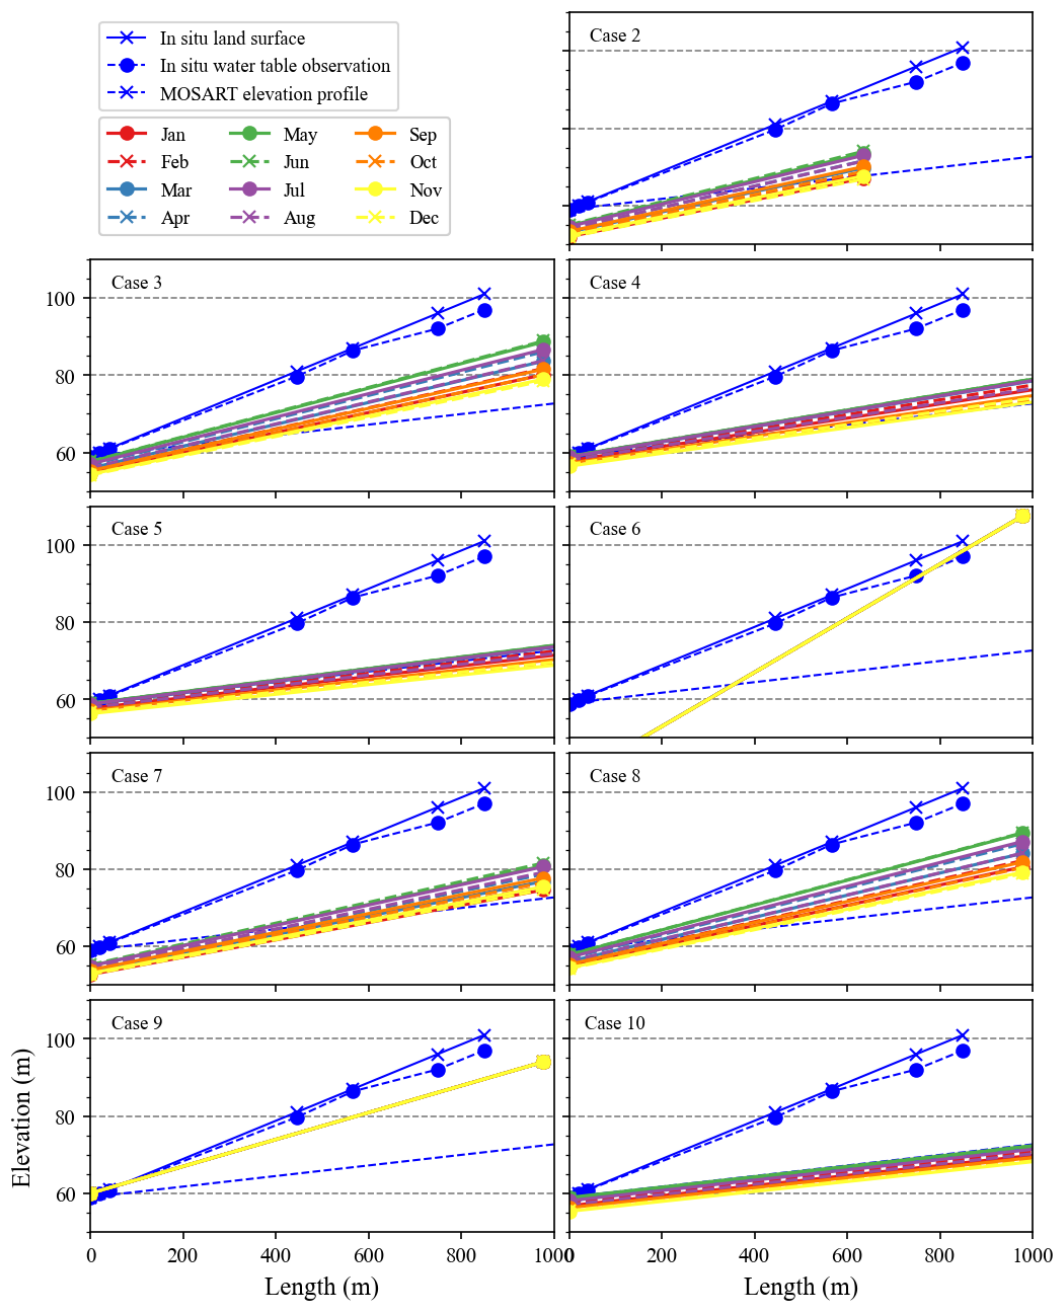 In situ land surface
In situ water table observation
MOSART elevation profile
Jan May Sep
Feb Jun Oct
Mar Jul Nov
Apr Aug Dec
Case 2
Case 3
100
80
60
Case 4
Case 5
100
80
60
Case 6
Case 7
100
80
60
Case 8
Case 9
100
80
60
Case 10
Elevation (m)
0 200 400 600 800 1000
0 200 400 600 800 1000
Length (m)
Length (m)